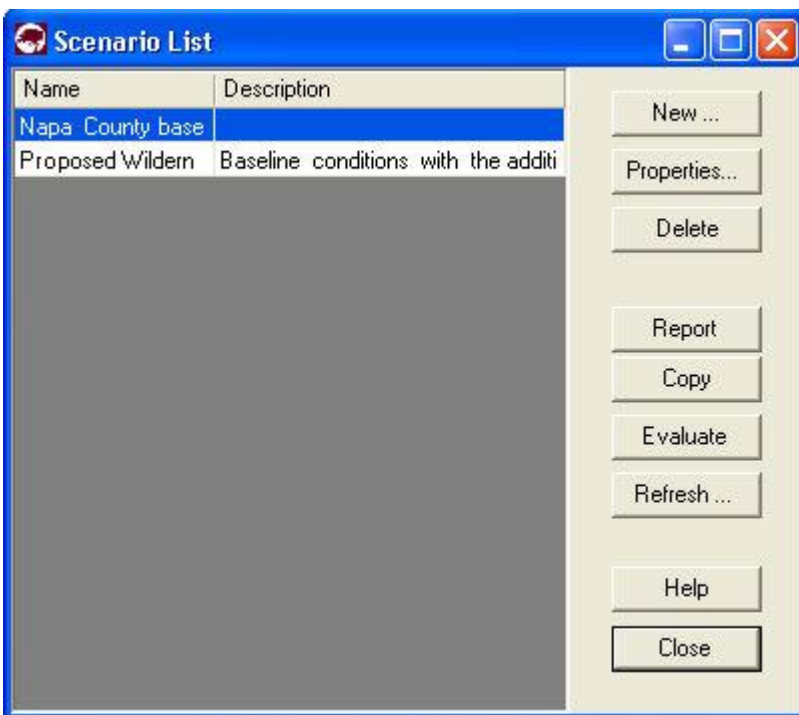 Scenario List
Name Description
Napa County base
Proposed Wildern Baseline conditions with the additi
New ...
Properties...
Delete
Report
Copy
Evaluate
Refresh ...
Help
Close